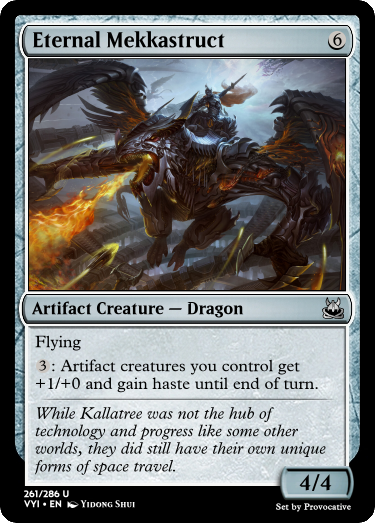 Eternal Mekkastruct 6
Artifact Creature — Dragon
Flying
3: Artifact creatures you control get
+1/+0 and gain haste until end of turn.
While Kallatree was not the hub of
technology and progress like some other
worlds, they did still have their own unique
forms of space travel.
4/4
261/286 U
VYI • EN Yidong Shui
Set by Provocative